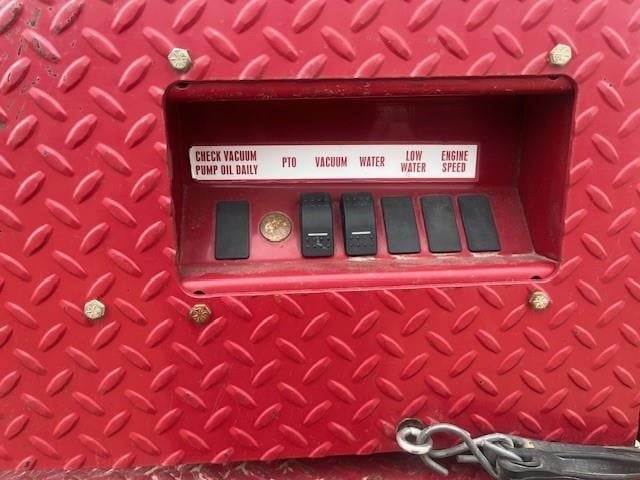 CHECK VACUUM
PUMP OIL DAILY
PTO
VACUUM
WATER
LOW
WATER
ENGINE
SPEED